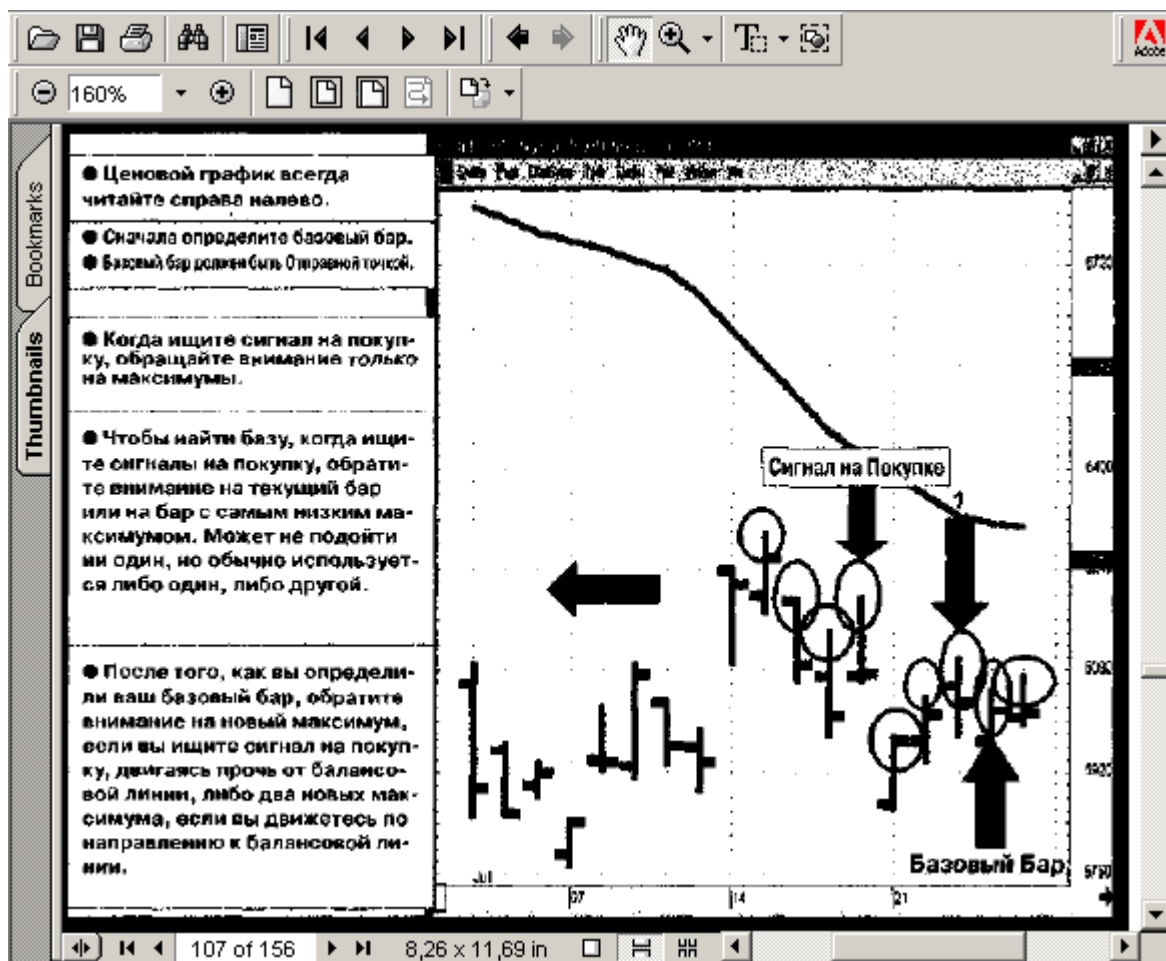 Adobe
160%
Bookmarks
Thumbnails
● Ценовой график всегда
читайте справа налево.
● Сначала определите базовый бар.
● Базовый бар должен быть Отправной точкой.
● Когда ищите сигнал на покуп-
ку, обращайте внимание только
на максимумы.
● Чтобы найти базу, когда ищи-
те сигналы на покупку, обрати-
те внимание на текущий бар
или на бар с самым низким ма-
ксимумом. Может не подойти
ни один, но обычно использует-
ся либо один, либо другой.
● После того, как вы определи-
ли ваш базовый бар, обратите
внимание на новый максимум,
если вы ищите сигнал на покуп-
ку, двигаясь прочь от балансо-
вой линии, либо два новых мак-
симума, если вы движетесь по
направлению к балансовой ли-
нии.
Сигнал на Покупке
1
Базовый Бар
6400
Jul
07
14
21
107 of 156
8,26 x 11,69 in